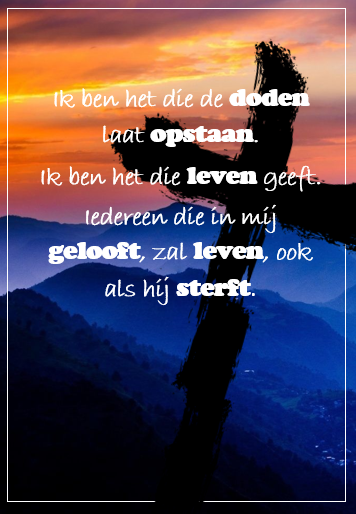 Ik ben het die de doden
laat opstaan.
Ik ben het die leven geeft.
Iedereen die in mij
gelooft, zal leven, ook
als hij sterft.